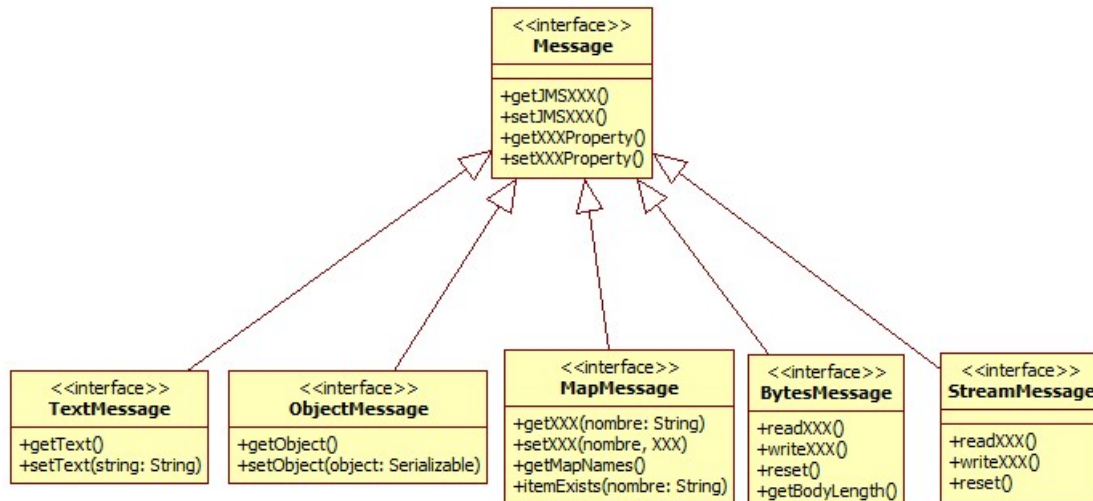 <<interface>>
Message
+getJMSXXX()
+setJMSXXX()
+getXXXProperty()
+setXXXProperty()
<<interface>>
TextMessage
+getText()
+setText(string: String)
<<interface>>
ObjectMessage
+getObject()
+setObject(object: Serializable)
<<interface>>
MapMessage
+getXXX(nombre: String)
+setXXX(nombre, XXX)
+getMapNames()
+itemExists(nombre: String)
<<interface>>
BytesMessage
+readXXX()
+writeXXX()
+reset()
+getBodyLength()
<<interface>>
StreamMessage
+readXXX()
+writeXXX()
+reset()